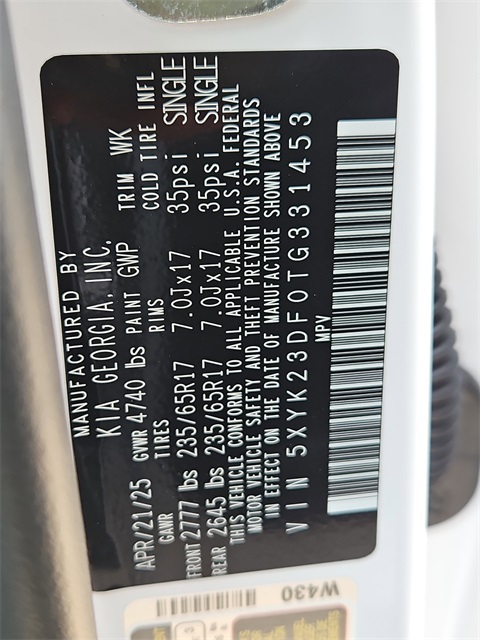 MANUFACTURED BY
KIA GEORGIA, INC.
APR/21/25 GVWR 4740 lbs PAINT GWP TRIM WK
GAWR TIRES RIMS COLD TIRE INFL
FRONT 2777 lbs 235/65R17 7.0Jx17 35psi SINGLE
REAR 2645 lbs 235/65R17 7.0Jx17 35psi SINGLE
THIS VEHICLE CONFORMS TO ALL APPLICABLE U.S.A. FEDERAL
MOTOR VEHICLE SAFETY AND THEFT PREVENTION STANDARDS
IN EFFECT ON THE DATE OF MANUFACTURE SHOWN ABOVE
VIN 5XYK23DF0TG331453
MPV
W430